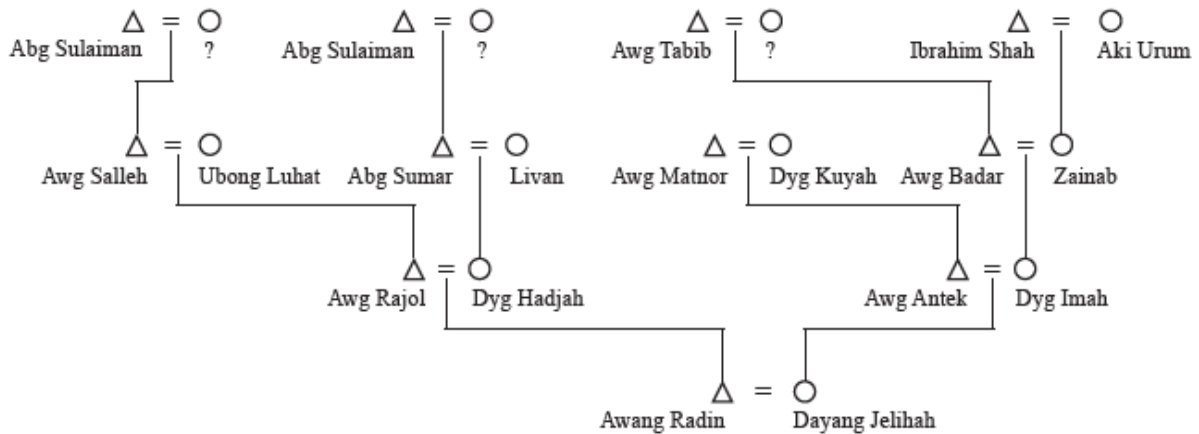 Abg Sulaiman ? Abg Sulaiman ? Awg Tabib ? Ibrahim Shah Aki Urum
Awg Salleh Ubong Luhat Abg Sumar Livan Awg Matnor Dyg Kuyah Awg Badar Zainab
Awg Rajol Dyg Hadjah Awg Antek Dyg Imah
Awang Radin Dayang Jelihah